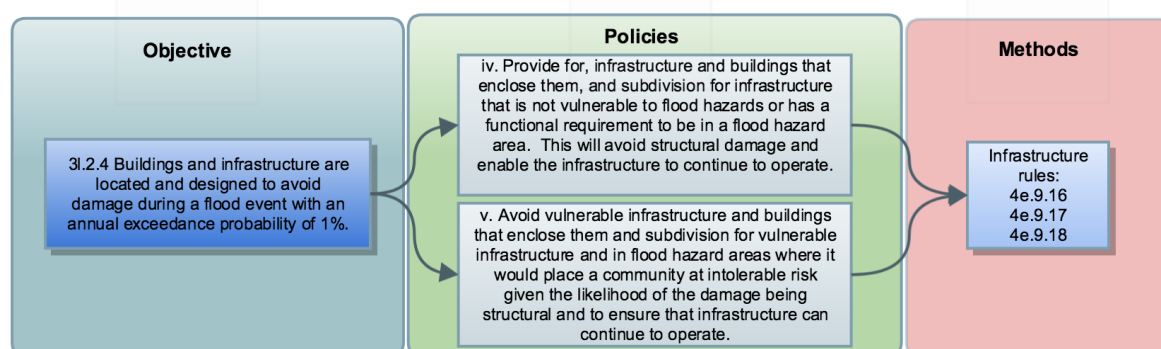 Objective
3l.2.4 Buildings and infrastructure are
located and designed to avoid
damage during a flood event with an
annual exceedance probability of 1%.
Policies
iv. Provide for, infrastructure and buildings that
enclose them, and subdivision for infrastructure
that is not vulnerable to flood hazards or has a
functional requirement to be in a flood hazard
area.  This will avoid structural damage and
enable the infrastructure to continue to operate.
v. Avoid vulnerable infrastructure and buildings
that enclose them and subdivision for vulnerable
infrastructure and in flood hazard areas where it
would place a community at intolerable risk
given the likelihood of the damage being
structural and to ensure that infrastructure can
continue to operate.
Methods
Infrastructure
rules:
4e.9.16
4e.9.17
4e.9.18